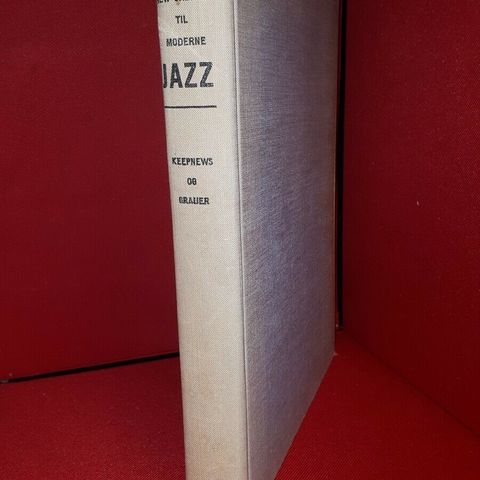 TIL
MODERNE
JAZZ
KEEPNEWS
OG
GRAUER